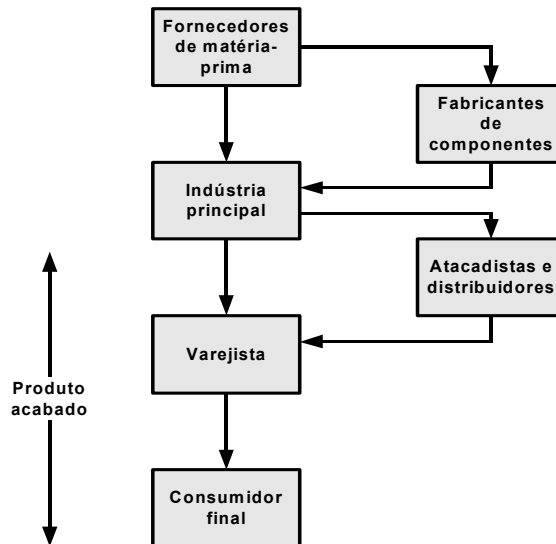 Fornecedores
de matéria-
prima
Fabricantes
de
componentes
Indústria
principal
Atacadistas e
distribuidores
Varejista
Produto
acabado
Consumidor
final